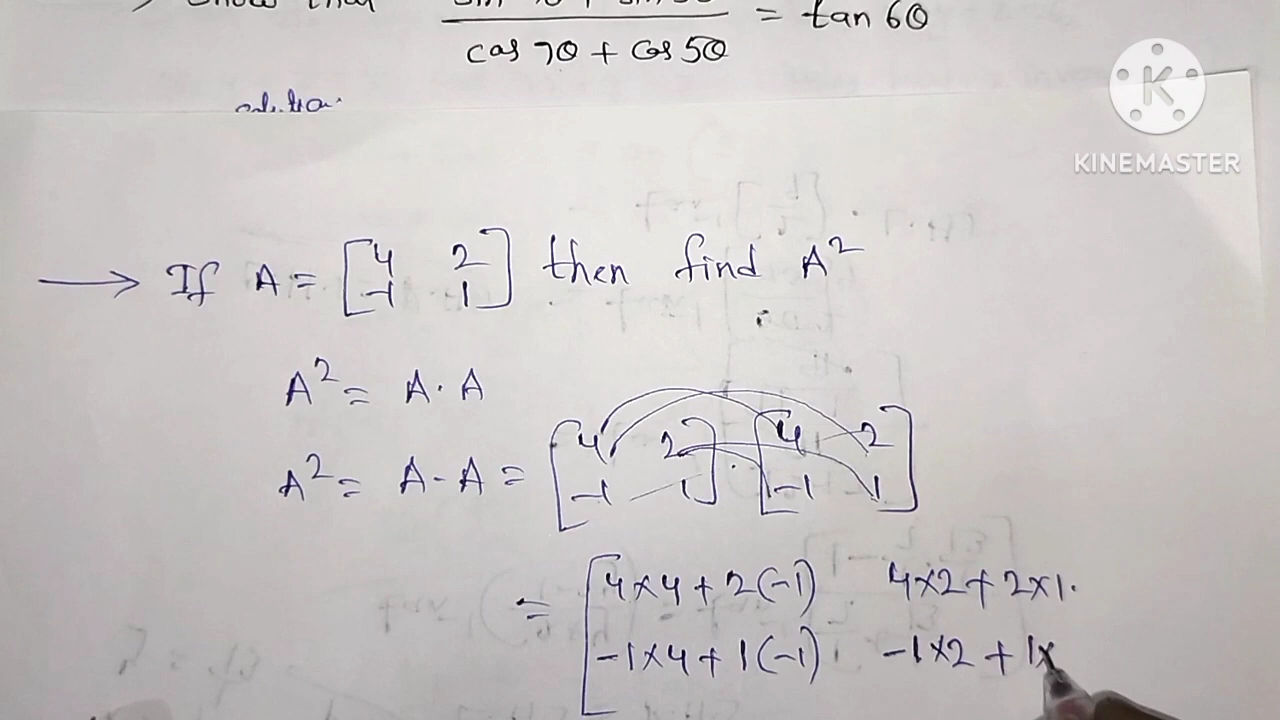 show that = tan 6θ
cos 7θ + cos 5θ
K
KINEMASTER
→ If A = [4 2 then find A²
-1 1]
A² = A · A
A² = A - A = [4 2 · [4 2
-1 1] -1 1]
= [4×4 + 2(-1) 4×2 + 2×1.
-1×4 + 1(-1) -1×2 + 1×